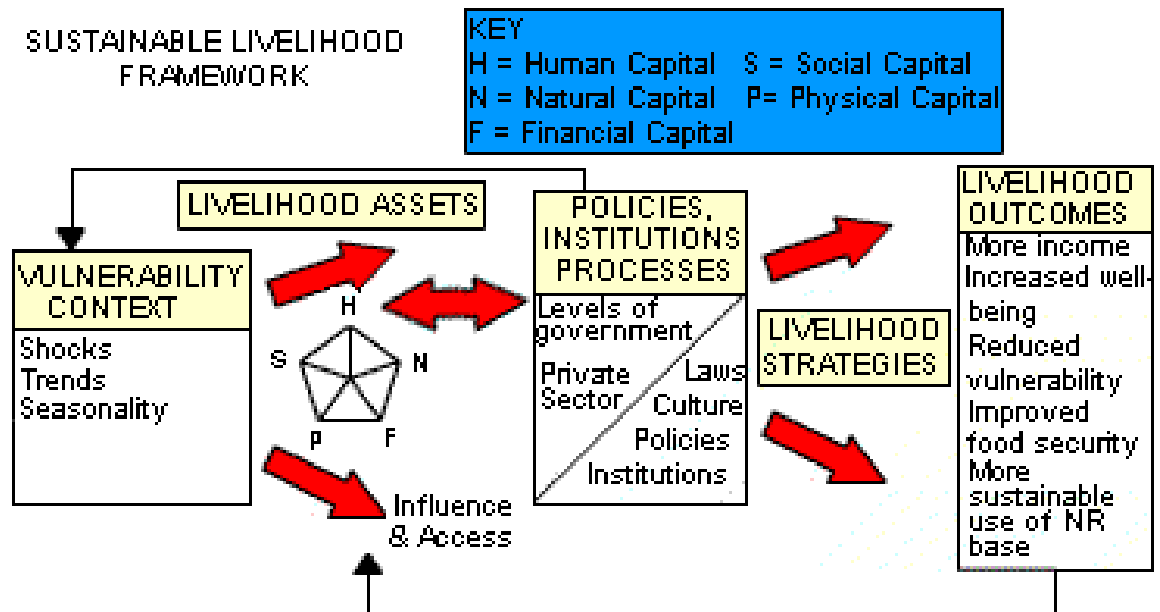 SUSTAINABLE LIVELIHOOD
FRAMEWORK
KEY
H = Human Capital S = Social Capital
N = Natural Capital P= Physical Capital
F = Financial Capital
LIVELIHOOD ASSETS
VULNERABILITY
CONTEXT
Shocks
Trends
Seasonality
H
S
N
P
F
Influence
& Access
POLICIES,
INSTITUTIONS
PROCESSES
Levels of
government
Private
Sector
Laws
Culture
Policies
Institutions
LIVELIHOOD
STRATEGIES
LIVELIHOOD
OUTCOMES
More income
Increased well-
being
Reduced
vulnerability
Improved
food security
More
sustainable
use of NR
base